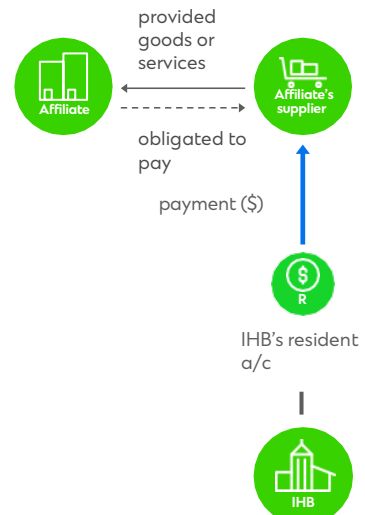 provided
goods or
services
Affiliate
Affiliate's
supplier
obligated to
pay
payment ($)
$
R
IHB's resident
a/c
IHB